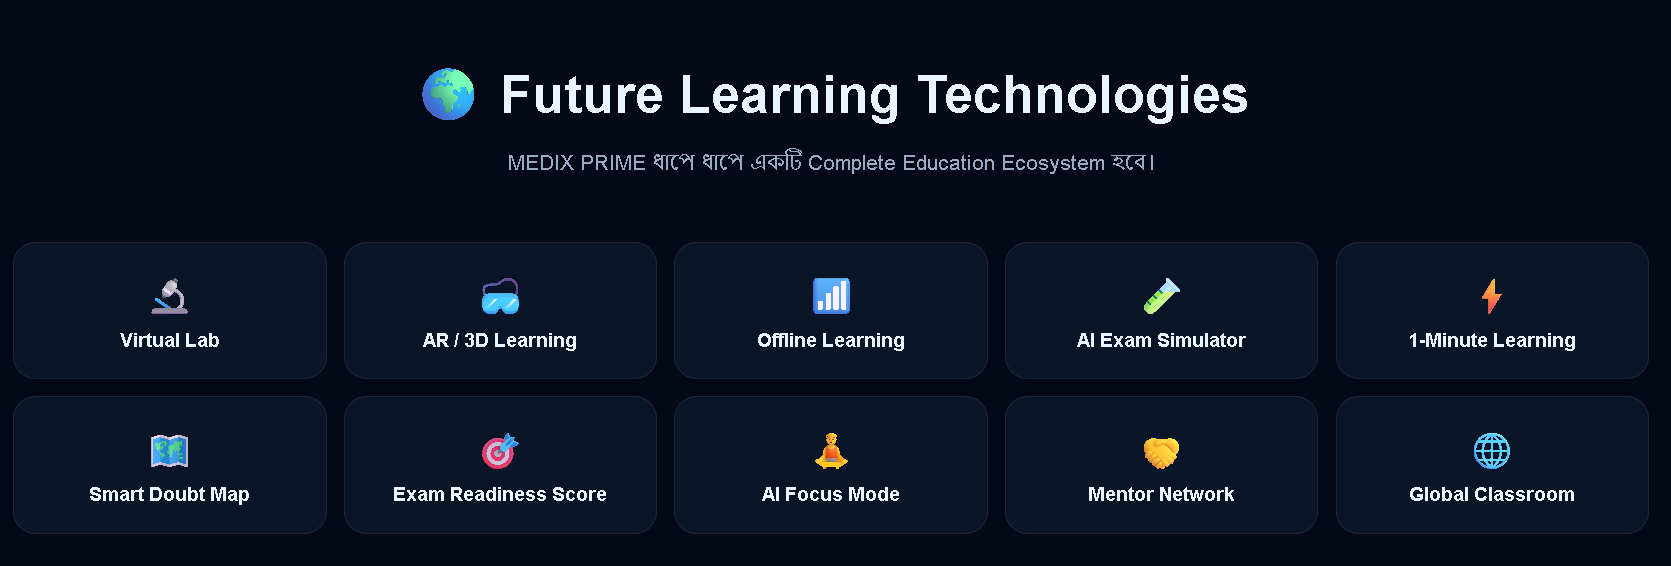 Future Learning Technologies
MEDIX PRIME ধাপে ধাপে একটি Complete Education Ecosystem হবে।
Virtual Lab
AR / 3D Learning
Offline Learning
AI Exam Simulator
1-Minute Learning
Smart Doubt Map
Exam Readiness Score
AI Focus Mode
Mentor Network
Global Classroom